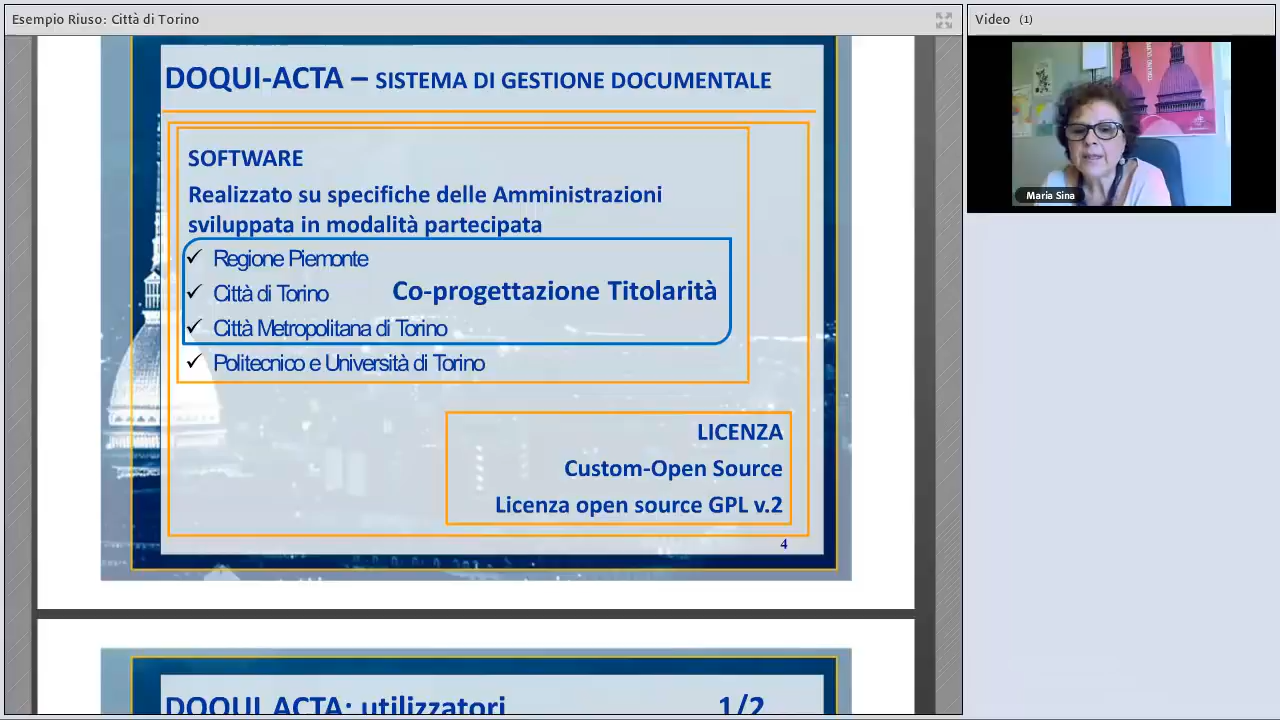 Esempio Riuso: Città di Torino
Video (1)
DOQUI-ACTA – SISTEMA DI GESTIONE DOCUMENTALE
SOFTWARE
Realizzato su specifiche delle Amministrazioni
sviluppata in modalità partecipata
✓ Regione Piemonte
✓ Città di Torino
Co-progettazione Titolarità
✓ Città Metropolitana di Torino
✓ Politecnico e Università di Torino
LICENZA
Custom-Open Source
Licenza open source GPL v.2
4
DOQUI ACTA: utilizzatori 1/2
Maria Sina